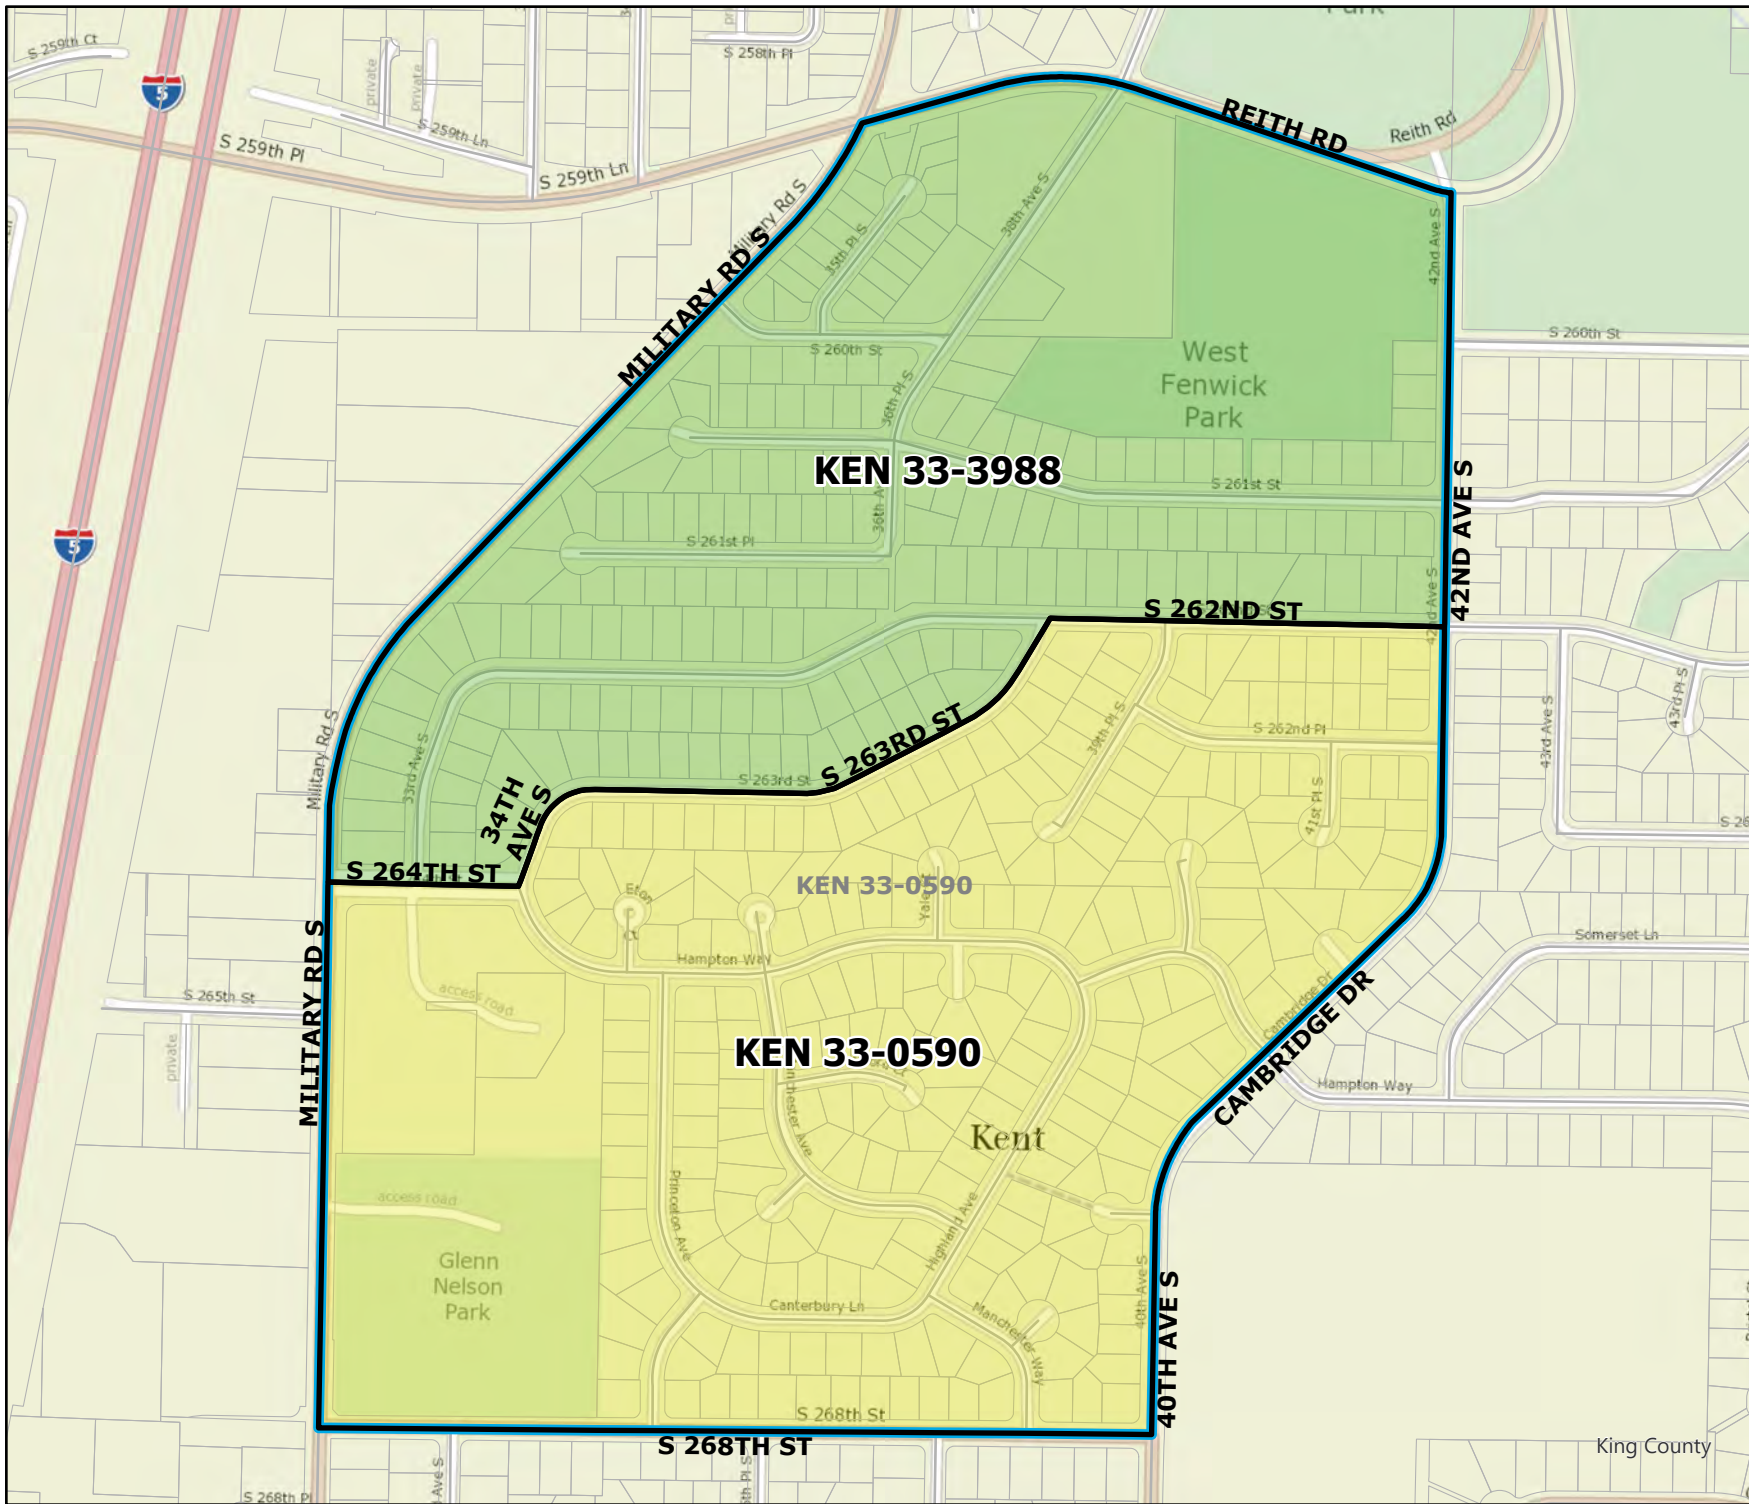 Park
S 259th Ct
S 258th Pl
private
private
5
S 259th Ln
S 259th Pl
S 259th Ln
REITH RD
Reith Rd
Military Rd S
MILITARY RD S
35th Pl S
38th Ave S
42nd Ave S
S 260th St
S 260th St
West
Fenwick
Park
36th Pl S
KEN 33-3988
S 261st St
42ND AVE S
5
S 261st Pl
S 262ND ST
42nd Ave S
Military Rd S
33rd Ave S
S 263RD ST
S 263rd St
39th Pl S
S 262nd Pl
43rd Ave S
43rd Pl S
41st Pl S
34TH
AVE S
S 264TH ST
KEN 33-0590
Eton
Ct
Hampton Way
Somerset Ln
MILITARY RD S
S 265th St
private
access road
Cambridge Dr
CAMBRIDGE DR
KEN 33-0590
Hampton Way
Kent
Princeton Ave
access road
Highland Ave
Glenn
Nelson
Park
Canterbury Ln
Manchester Way
40th Ave S
40TH AVE S
S 268th St
S 268TH ST
King County
S 268th Pl